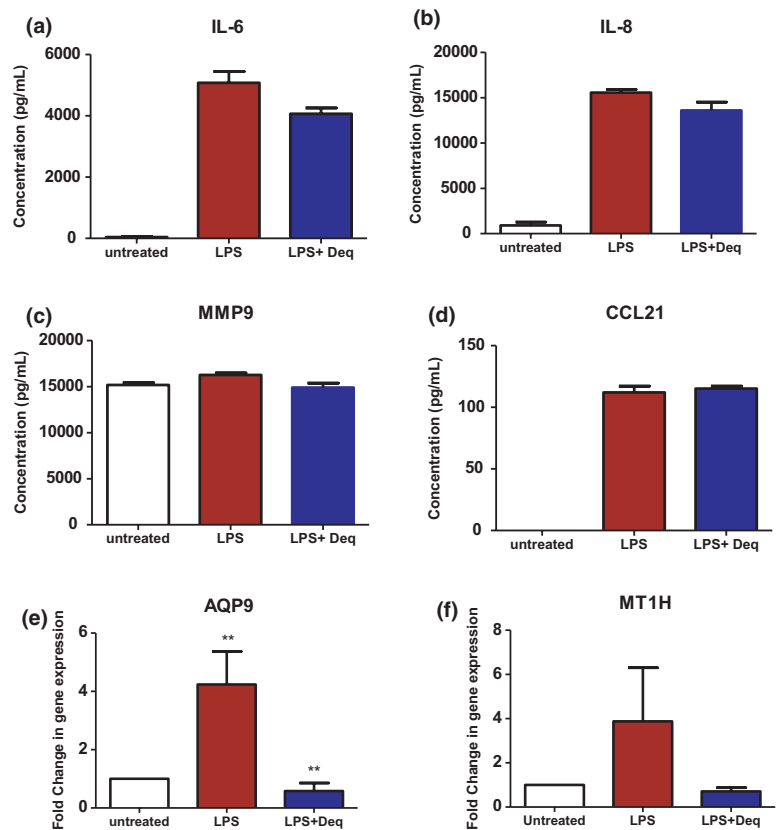 (a) IL-6
Concentration (pg/mL)
6000
4000
2000
0
untreated LPS LPS+ Deq
(b) IL-8
Concentration (pg/mL)
20000
15000
10000
5000
0
untreated LPS LPS+Deq
(c) MMP9
Concentration (pg/mL)
20000
15000
10000
5000
0
untreated LPS LPS+ Deq
(d) CCL21
Concentration (pg/mL)
150
100
50
0
untreated LPS LPS+ Deq
(e) AQP9
Fold Change in gene expression
6
4
2
0
**
**
untreated LPS LPS+Deq
(f) MT1H
Fold Change in gene expression
8
6
4
2
0
Untreated LPS LPS+Deq